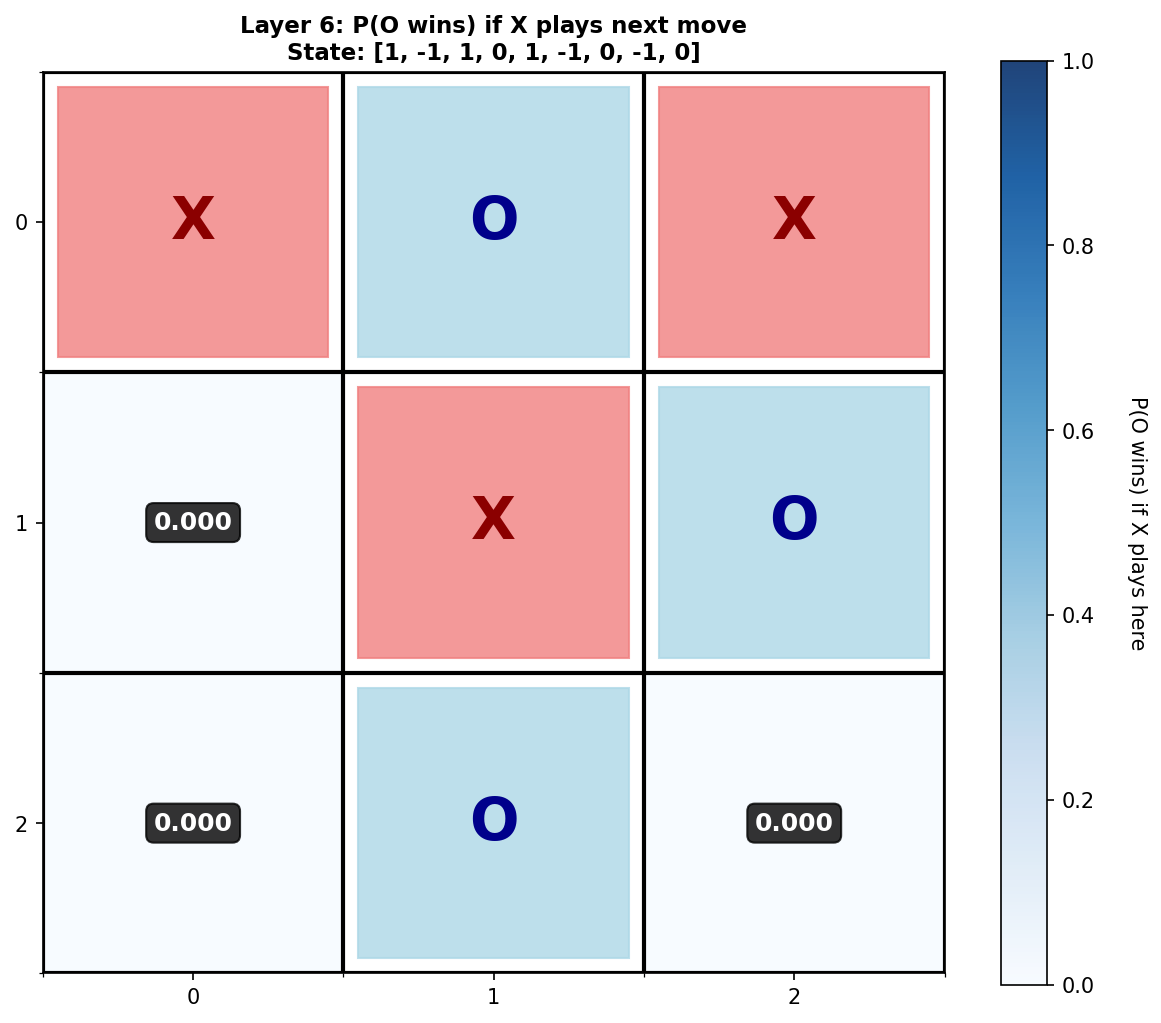 Layer 6: P(O wins) if X plays next move
State: [1, -1, 1, 0, 1, -1, 0, -1, 0]
X O X
0
0.000 X O
1
0.000 O 0.000
2
0 1 2
1.0
0.8
0.6
0.4
0.2
0.0
P(O wins) if X plays here